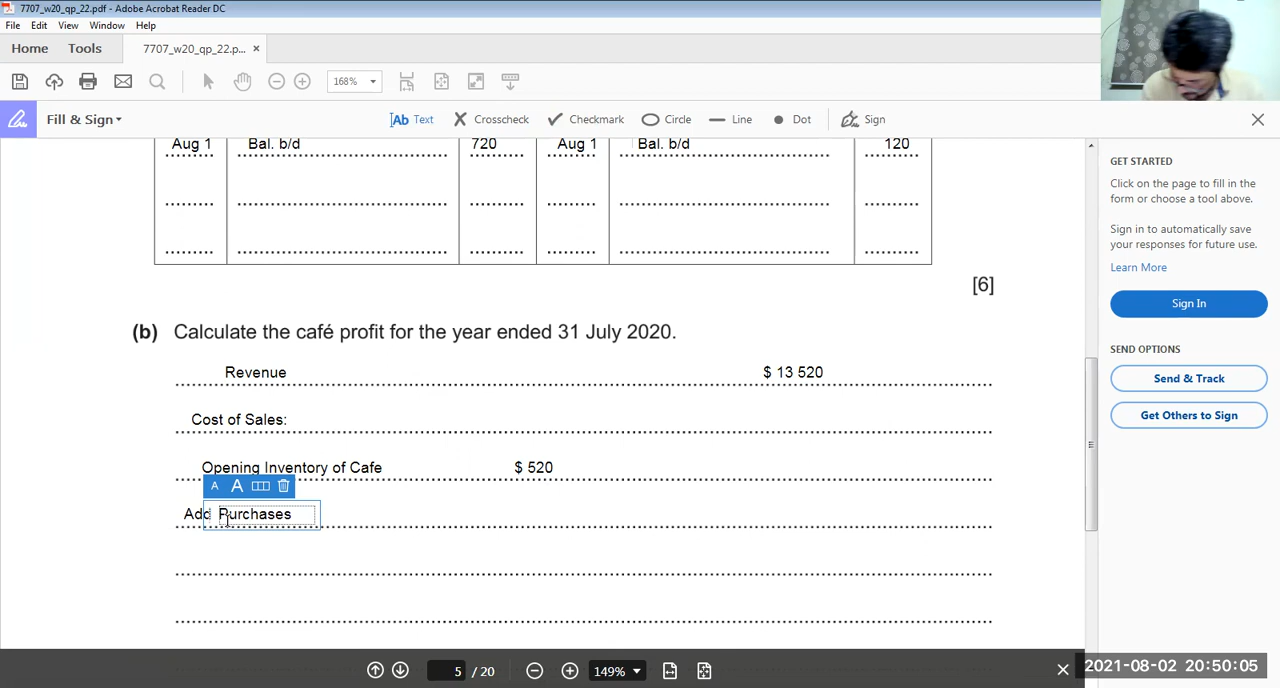 7707_w20_qp_22.pdf - Adobe Acrobat Reader DC
File Edit View Window Help
Home Tools 7707_w20_qp_22.p... ×
168%
Fill & Sign Ab Text Crosscheck Checkmark Circle Line Dot Sign
Aug 1 Bal. b/d 720 Aug 1 Bal. b/d 120
[6]
(b) Calculate the café profit for the year ended 31 July 2020.
Revenue $ 13 520
Cost of Sales:
Opening Inventory of Cafe $ 520
A A
Add Purchases
GET STARTED
Click on the page to fill in the
form or choose a tool above.
Sign in to automatically save
your responses for future use.
Learn More
Sign In
SEND OPTIONS
Send & Track
Get Others to Sign
5 / 20 149%
2021-08-02 20:50:05